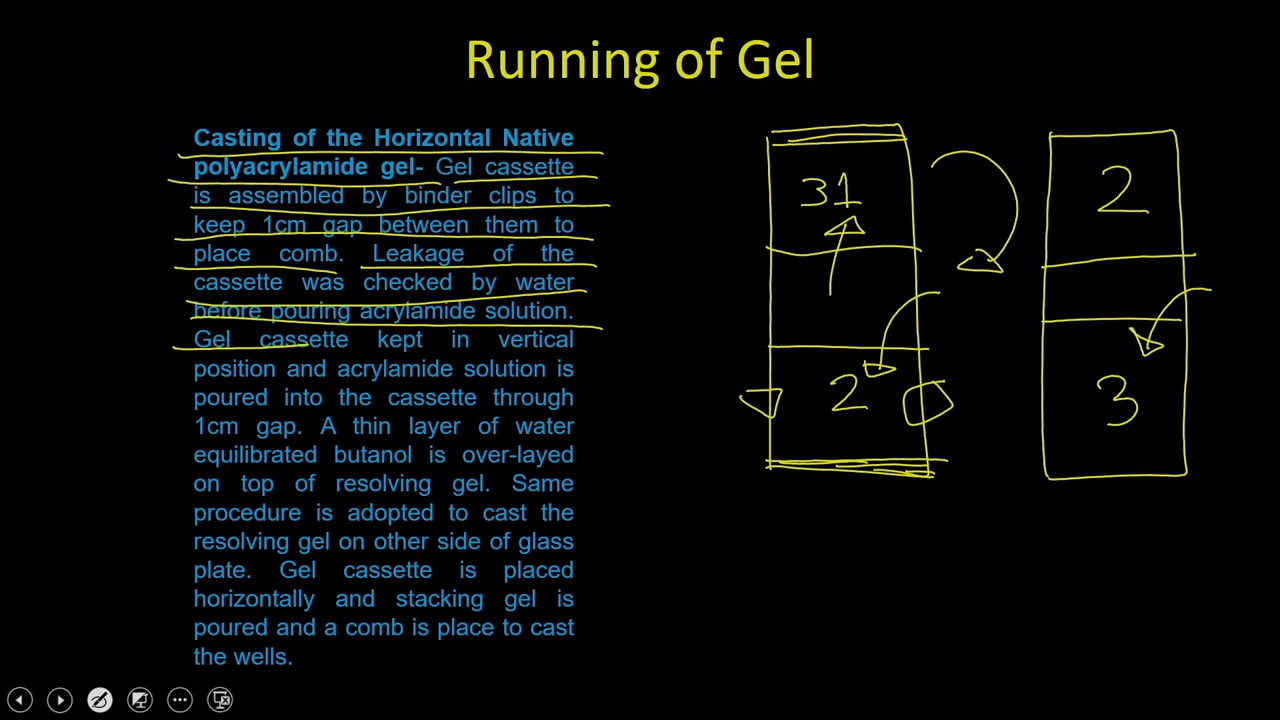 Running of Gel
Casting of the Horizontal Native
polyacrylamide gel- Gel cassette
is assembled by binder clips to
keep 1cm gap between them to
place comb. Leakage of the
cassette was checked by water
before pouring acrylamide solution.
Gel cassette kept in vertical
position and acrylamide solution is
poured into the cassette through
1cm gap. A thin layer of water
equilibrated butanol is over-layed
on top of resolving gel. Same
procedure is adopted to cast the
resolving gel on other side of glass
plate. Gel cassette is placed
horizontally and stacking gel is
poured and a comb is place to cast
the wells.
31
2
2
3